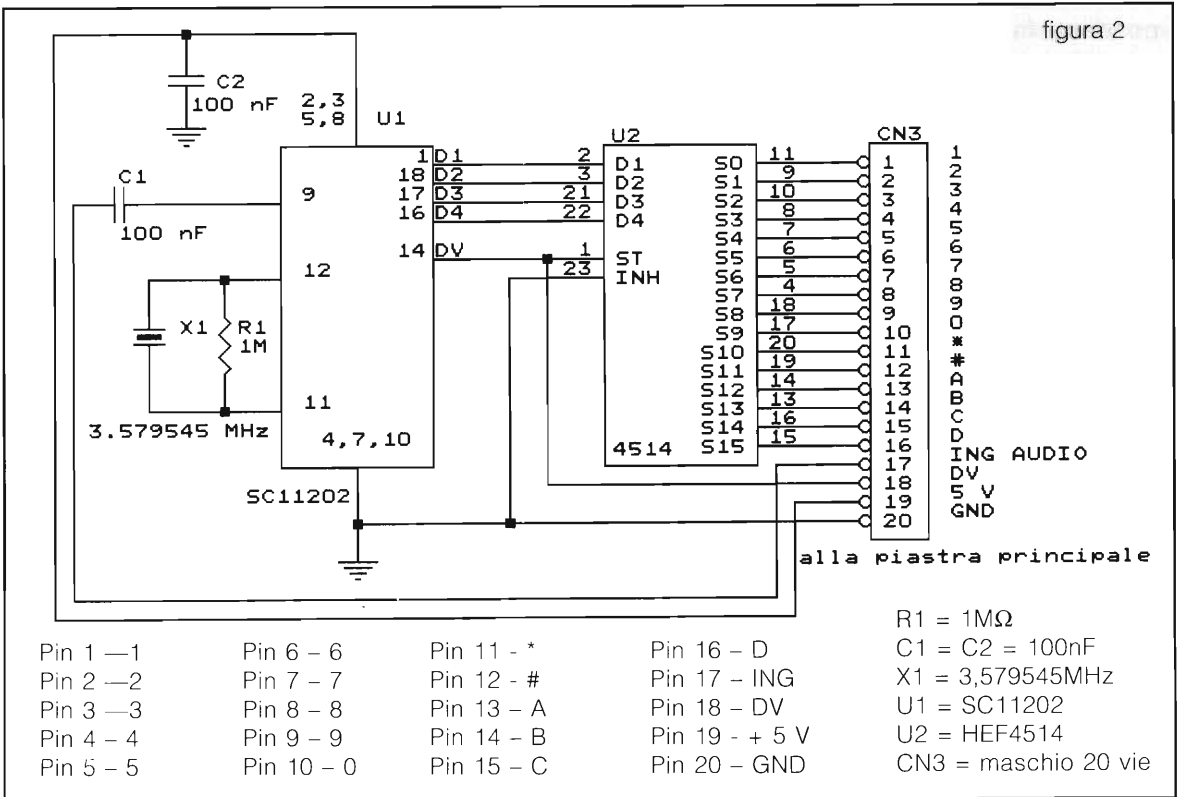 figura 2
C2
100 nF
2,3
5,8
U1
C1
100 nF
9
12
11
4,7,10
X1
R1
1M
3.579545 MHz
SC11202
1 D1
18 D2
17 D3
16 D4
14 DV
U2
2 D1
3 D2
21 D3
22 D4
1 ST
23 INH
4514
S0 11
S1 9
S2 10
S3 8
S4 7
S5 6
S6 5
S7 4
S8 18
S9 17
S10 20
S11 19
S12 14
S13 13
S14 16
S15 15
CN3
1 1
2 2
3 3
4 4
5 5
6 6
7 7
8 8
9 9
10 0
11 *
12 #
13 A
14 B
15 C
16 D
17 ING AUDIO
18 DV
19 5 V
20 GND
alla piastra principale
Pin 1 —1
Pin 2 —2
Pin 3 —3
Pin 4 – 4
Pin 5 – 5
Pin 6 – 6
Pin 7 – 7
Pin 8 – 8
Pin 9 – 9
Pin 10 – 0
Pin 11 - *
Pin 12 - #
Pin 13 – A
Pin 14 – B
Pin 15 – C
Pin 16 – D
Pin 17 – ING
Pin 18 – DV
Pin 19 - + 5 V
Pin 20 – GND
R1 = 1MΩ
C1 = C2 = 100nF
X1 = 3,579545MHz
U1 = SC11202
U2 = HEF4514
CN3 = maschio 20 vie